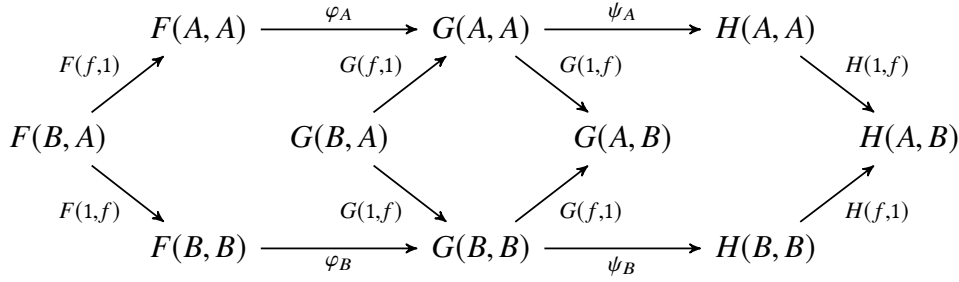 φ_A ψ_A
F(A, A) G(A, A) H(A, A)
F(f,1) G(f,1) G(1,f) H(1,f)
F(B, A) G(B, A) G(A, B) H(A, B)
F(1,f) G(1,f) G(f,1) H(f,1)
F(B, B) G(B, B) H(B, B)
φ_B ψ_B